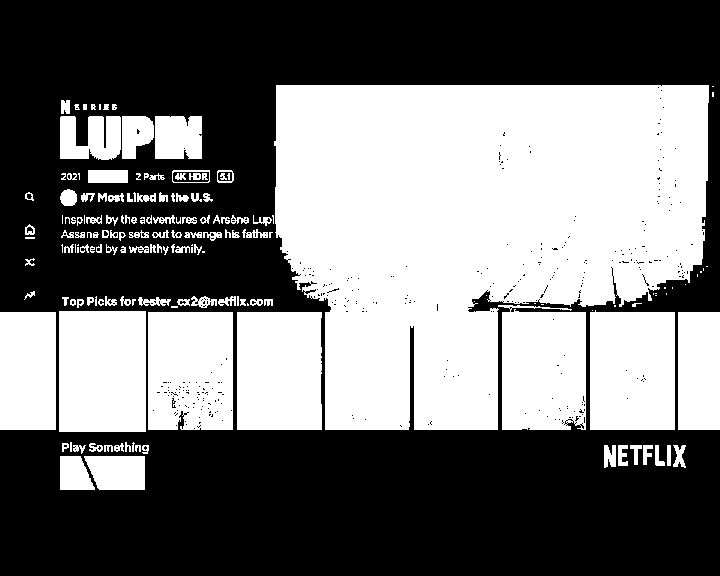 N SERIES
LUPIN
2021 2 Parts 4K HDR 5.1
#7 Most Liked in the U.S.
Inspired by the adventures of Arsène Lupi
Assane Diop sets out to avenge his father
inflicted by a wealthy family.
Top Picks for tester_cx2@netflix.com
Play Something
NETFLIX